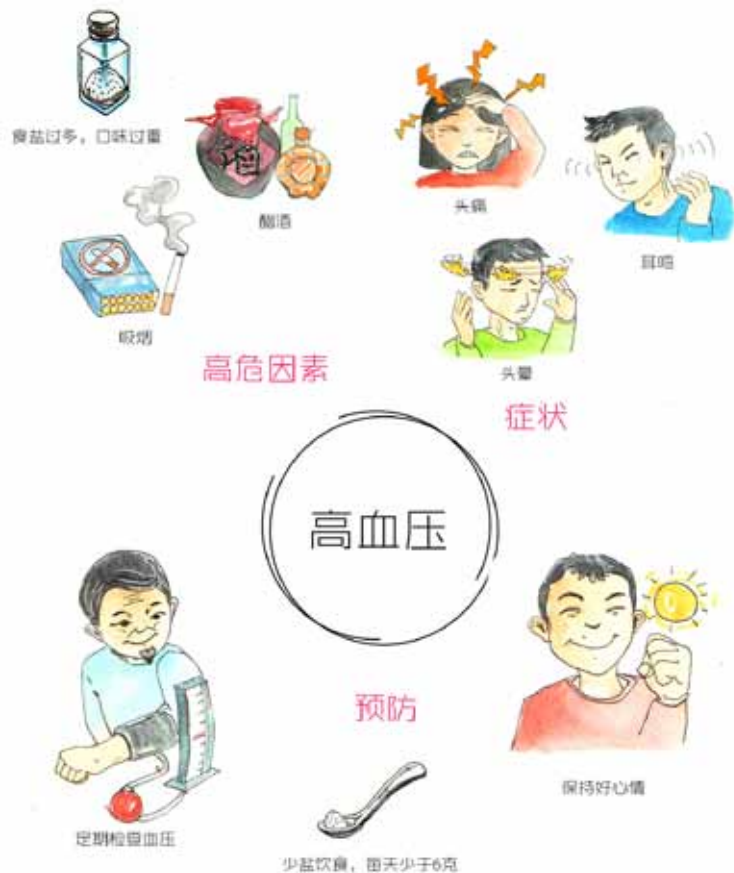 食盐过多，口味过重
酒
酗酒
吸烟
高危因素
头痛
耳鸣
头晕
症状
高血压
预防
定期检查血压
少盐饮食，每天少于6克
保持好心情